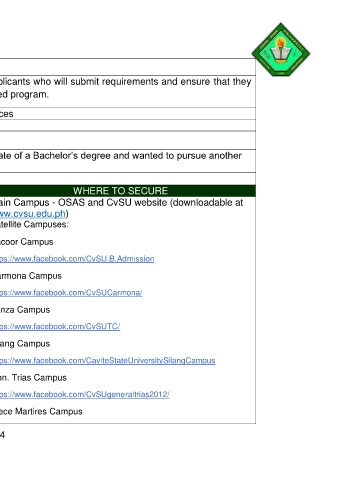 plicants who will submit requirements and ensure that they
ed program.
ces
ate of a Bachelor's degree and wanted to pursue another
WHERE TO SECURE
ain Campus - OSAS and CvSU website (downloadable at
ww.cvsu.edu.ph)
tellite Campuses:
acoor Campus
ps://www.facebook.com/CvSU.B.Admission
armona Campus
ps://www.facebook.com/CvSUCarmona/
anza Campus
ps://www.facebook.com/CvSUTC/
ang Campus
ps://www.facebook.com/CaviteStateUniversitySilangCampus
en. Trias Campus
ps://www.facebook.com/CvSUgeneraltrias2012/
ece Martires Campus
4